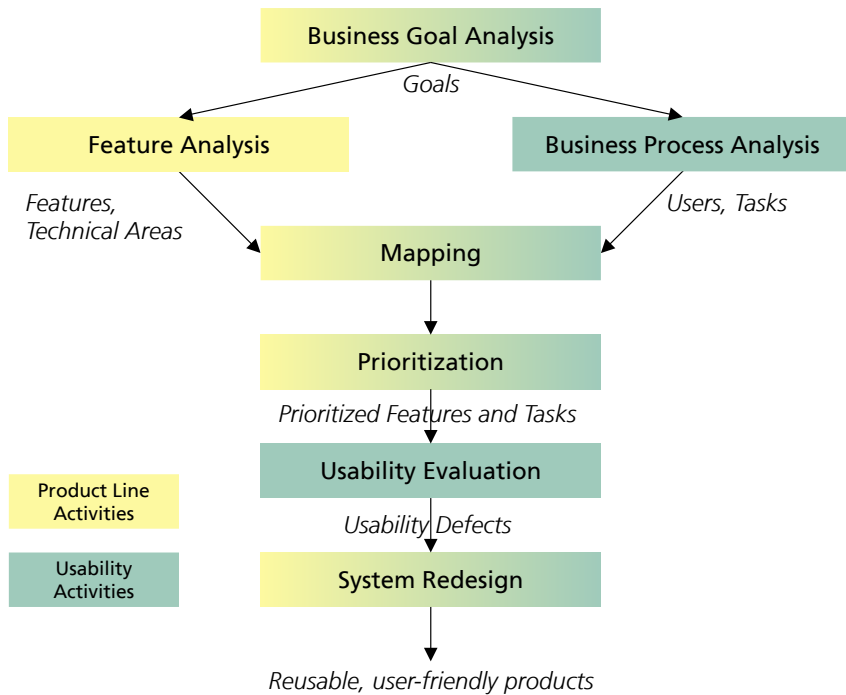 Business Goal Analysis
Goals
Feature Analysis
Business Process Analysis
Features,
Technical Areas
Users, Tasks
Mapping
Prioritization
Prioritized Features and Tasks
Usability Evaluation
Product Line
Activities
Usability Defects
Usability
Activities
System Redesign
Reusable, user-friendly products